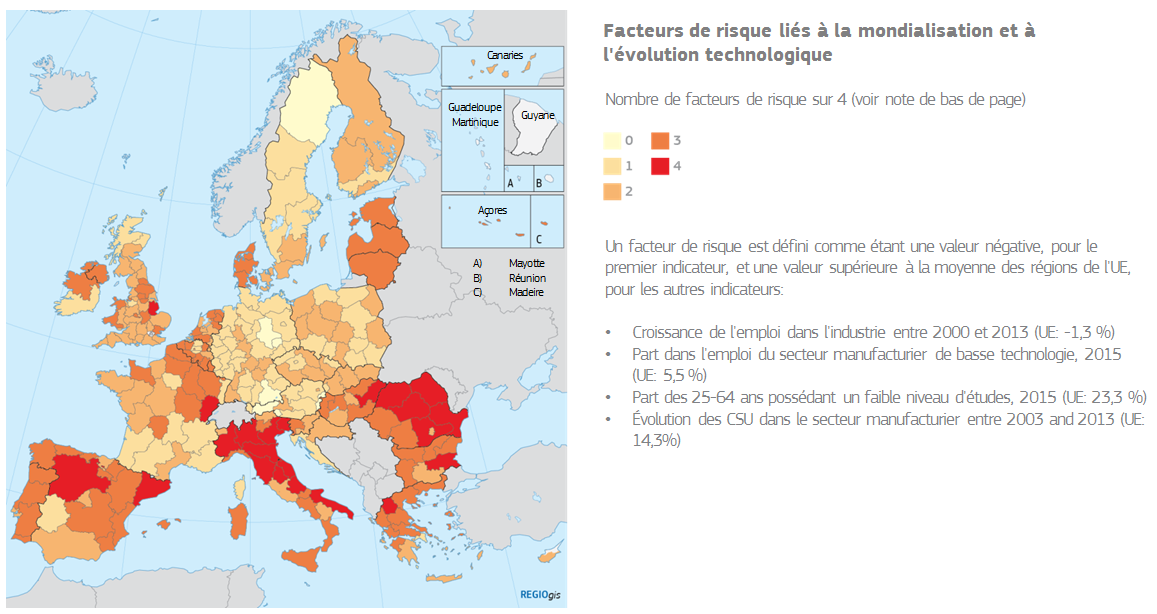 Facteurs de risque liés à la mondialisation et à
l'évolution technologique
Nombre de facteurs de risque sur 4 (voir note de bas de page)
0 3
1 4
2
Un facteur de risque est défini comme étant une valeur négative, pour le
premier indicateur, et une valeur supérieure à la moyenne des régions de l'UE,
pour les autres indicateurs:
• Croissance de l'emploi dans l'industrie entre 2000 et 2013 (UE: -1,3 %)
• Part dans l'emploi du secteur manufacturier de basse technologie, 2015
(UE: 5,5 %)
• Part des 25-64 ans possédant un faible niveau d'études, 2015 (UE: 23,3 %)
• Évolution des CSU dans le secteur manufacturier entre 2003 and 2013 (UE:
14,3%)
Canaries
Guadeloupe
Martinique
Guyane
A B
Açores
C
A) Mayotte
B) Réunion
C) Madeire
REGIOgis